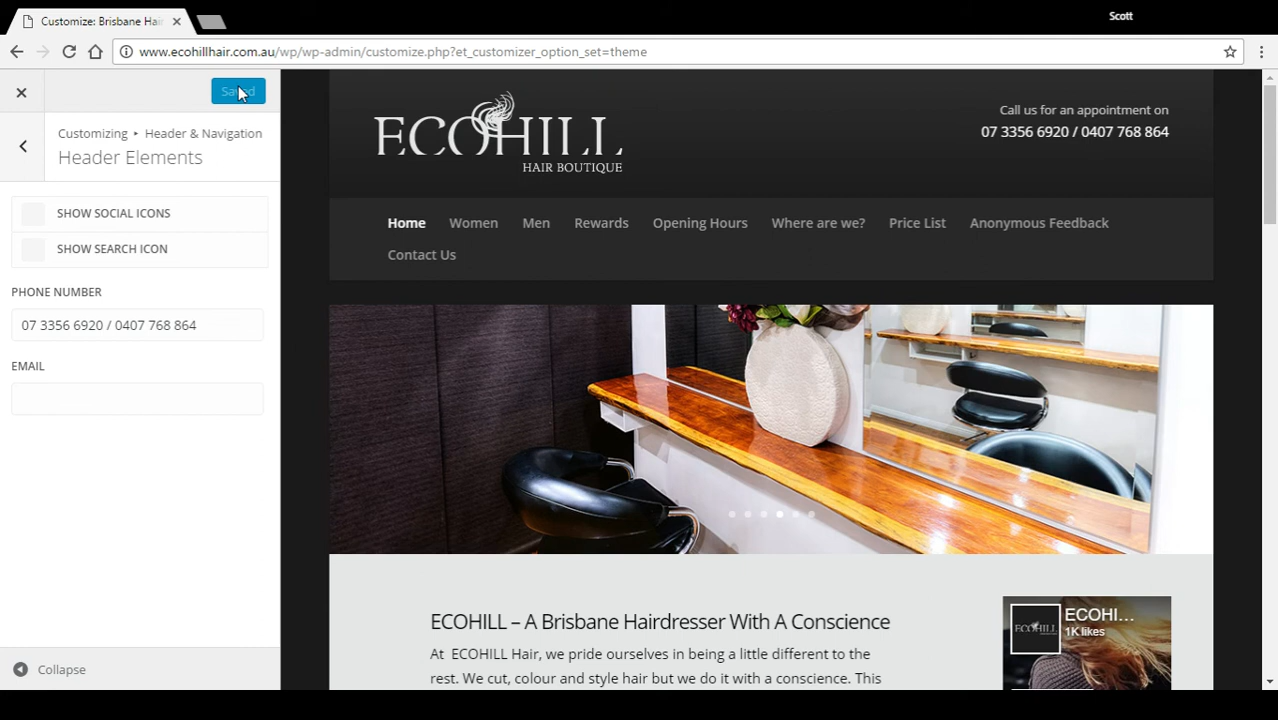 Scott
Customize: Brisbane Hai
www.ecohillhair.com.au/wp/wp-admin/customize.php?et_customizer_option_set=theme
Saved
Customizing ▸ Header & Navigation
Header Elements
SHOW SOCIAL ICONS
SHOW SEARCH ICON
PHONE NUMBER
07 3356 6920 / 0407 768 864
EMAIL
Collapse
ECOHILL
HAIR BOUTIQUE
Call us for an appointment on
07 3356 6920 / 0407 768 864
Home Women Men Rewards Opening Hours Where are we? Price List Anonymous Feedback
Contact Us
ECOHILL – A Brisbane Hairdresser With A Conscience
At ECOHILL Hair, we pride ourselves in being a little different to the
rest. We cut, colour and style hair but we do it with a conscience. This
ECOHILL
ECOHI...
1K likes